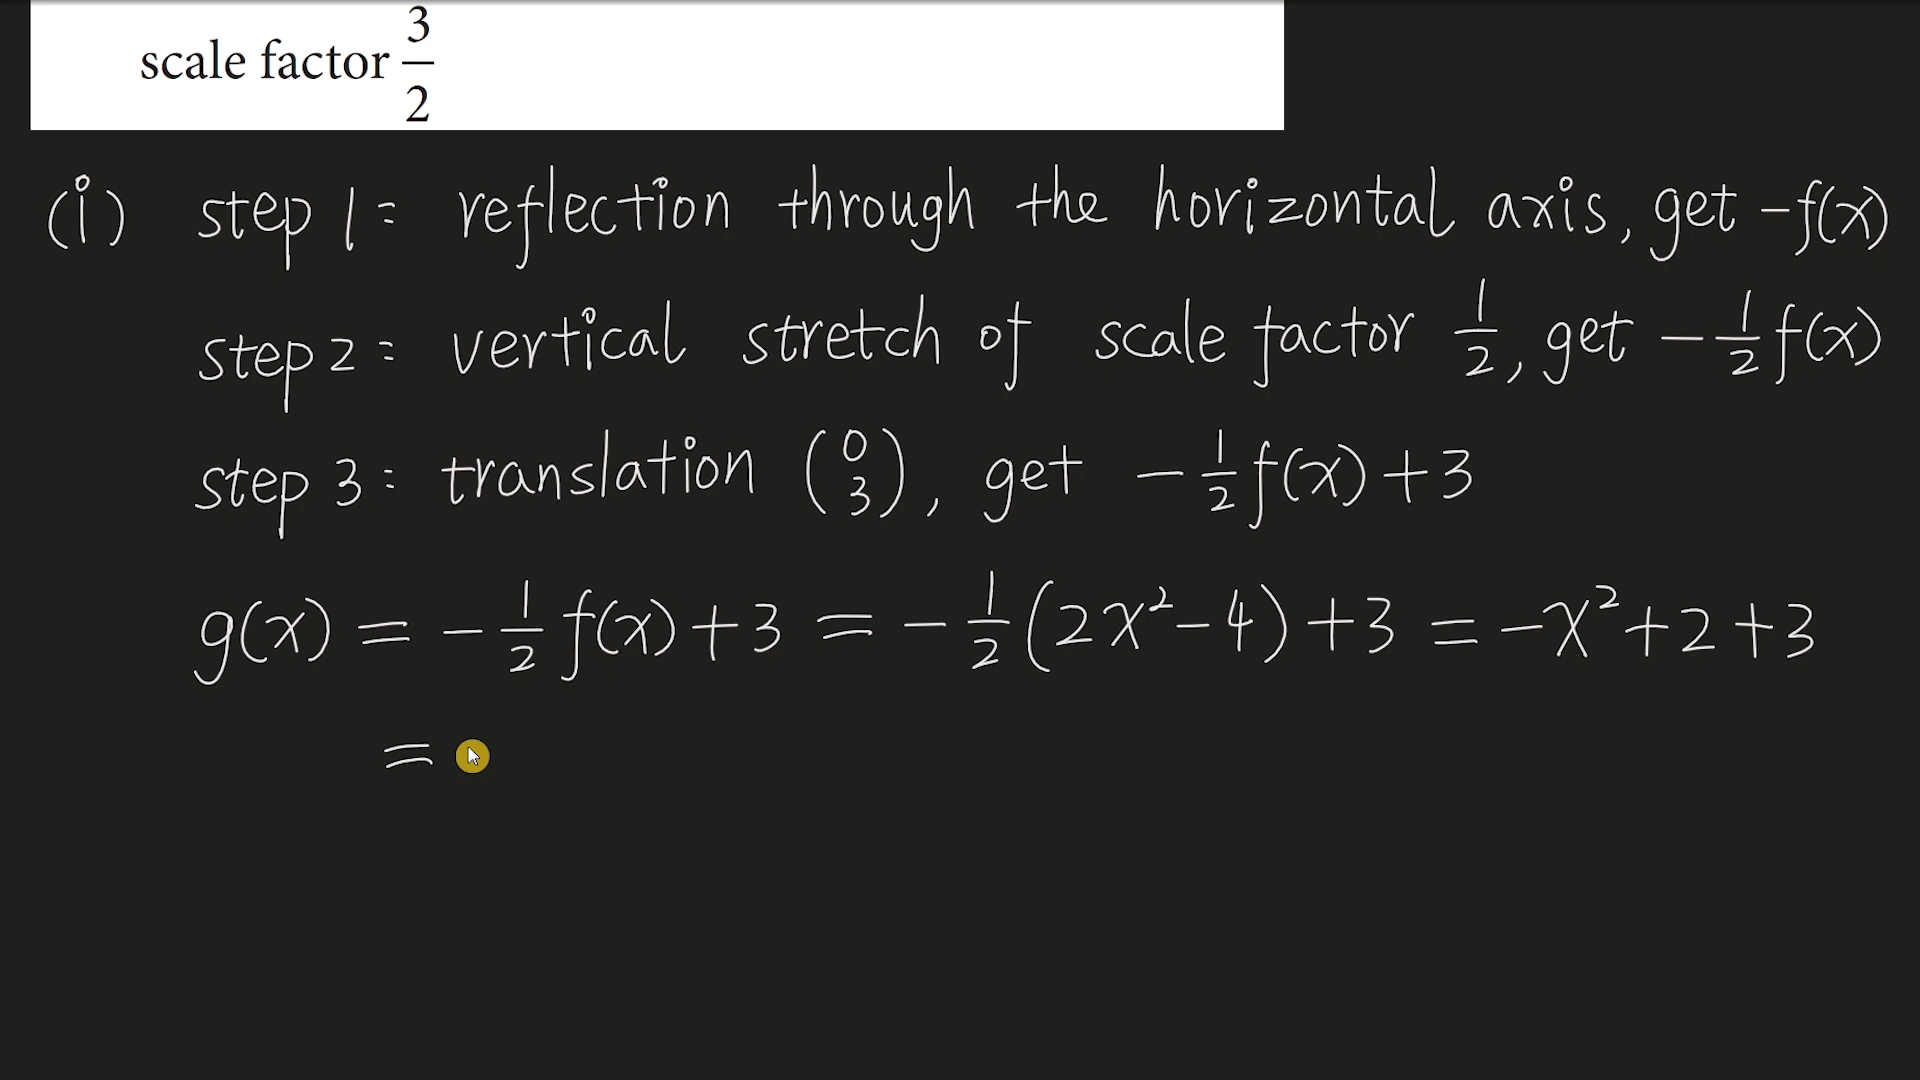 scale factor 3/2
(i) step 1: reflection through the horizontal axis, get -f(x)
step 2: vertical stretch of scale factor 1/2, get -1/2 f(x)
step 3: translation (0 3), get -1/2 f(x)+3
g(x) = -1/2 f(x)+3 = -1/2 (2x²-4)+3 = -x²+2+3
=